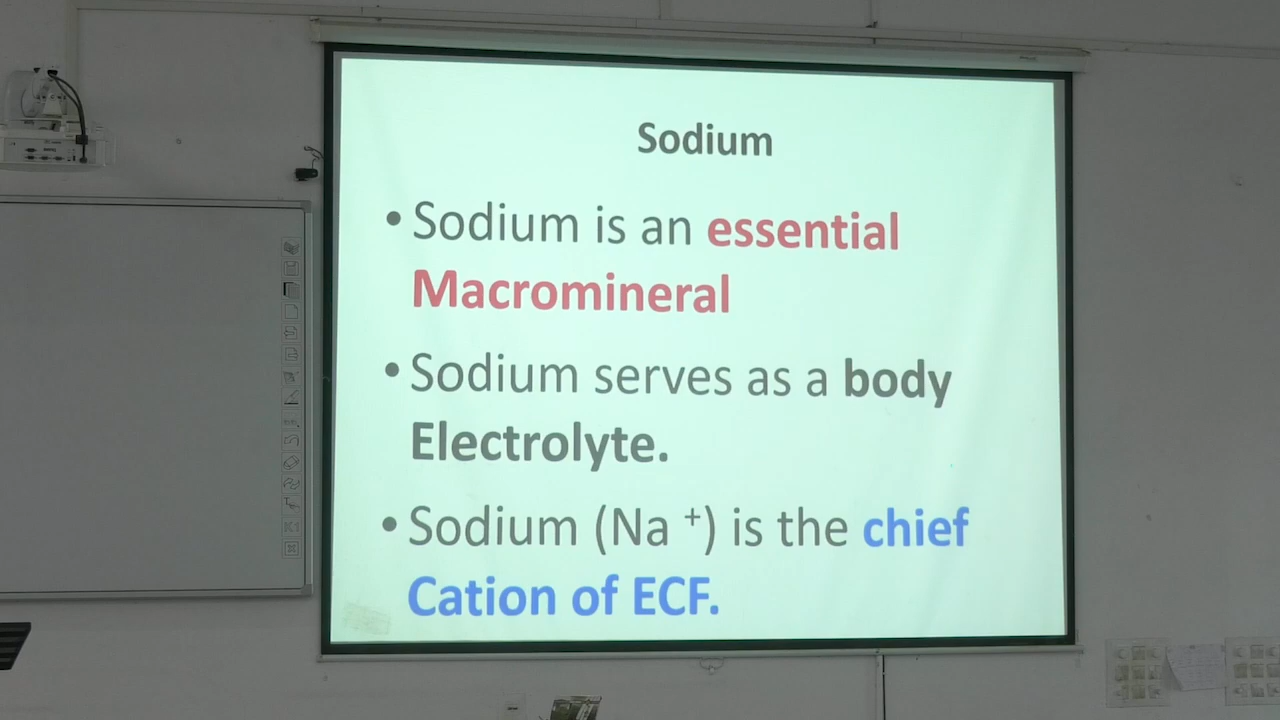 Sodium
• Sodium is an essential
Macromineral
• Sodium serves as a body
Electrolyte.
• Sodium (Na +) is the chief
Cation of ECF.